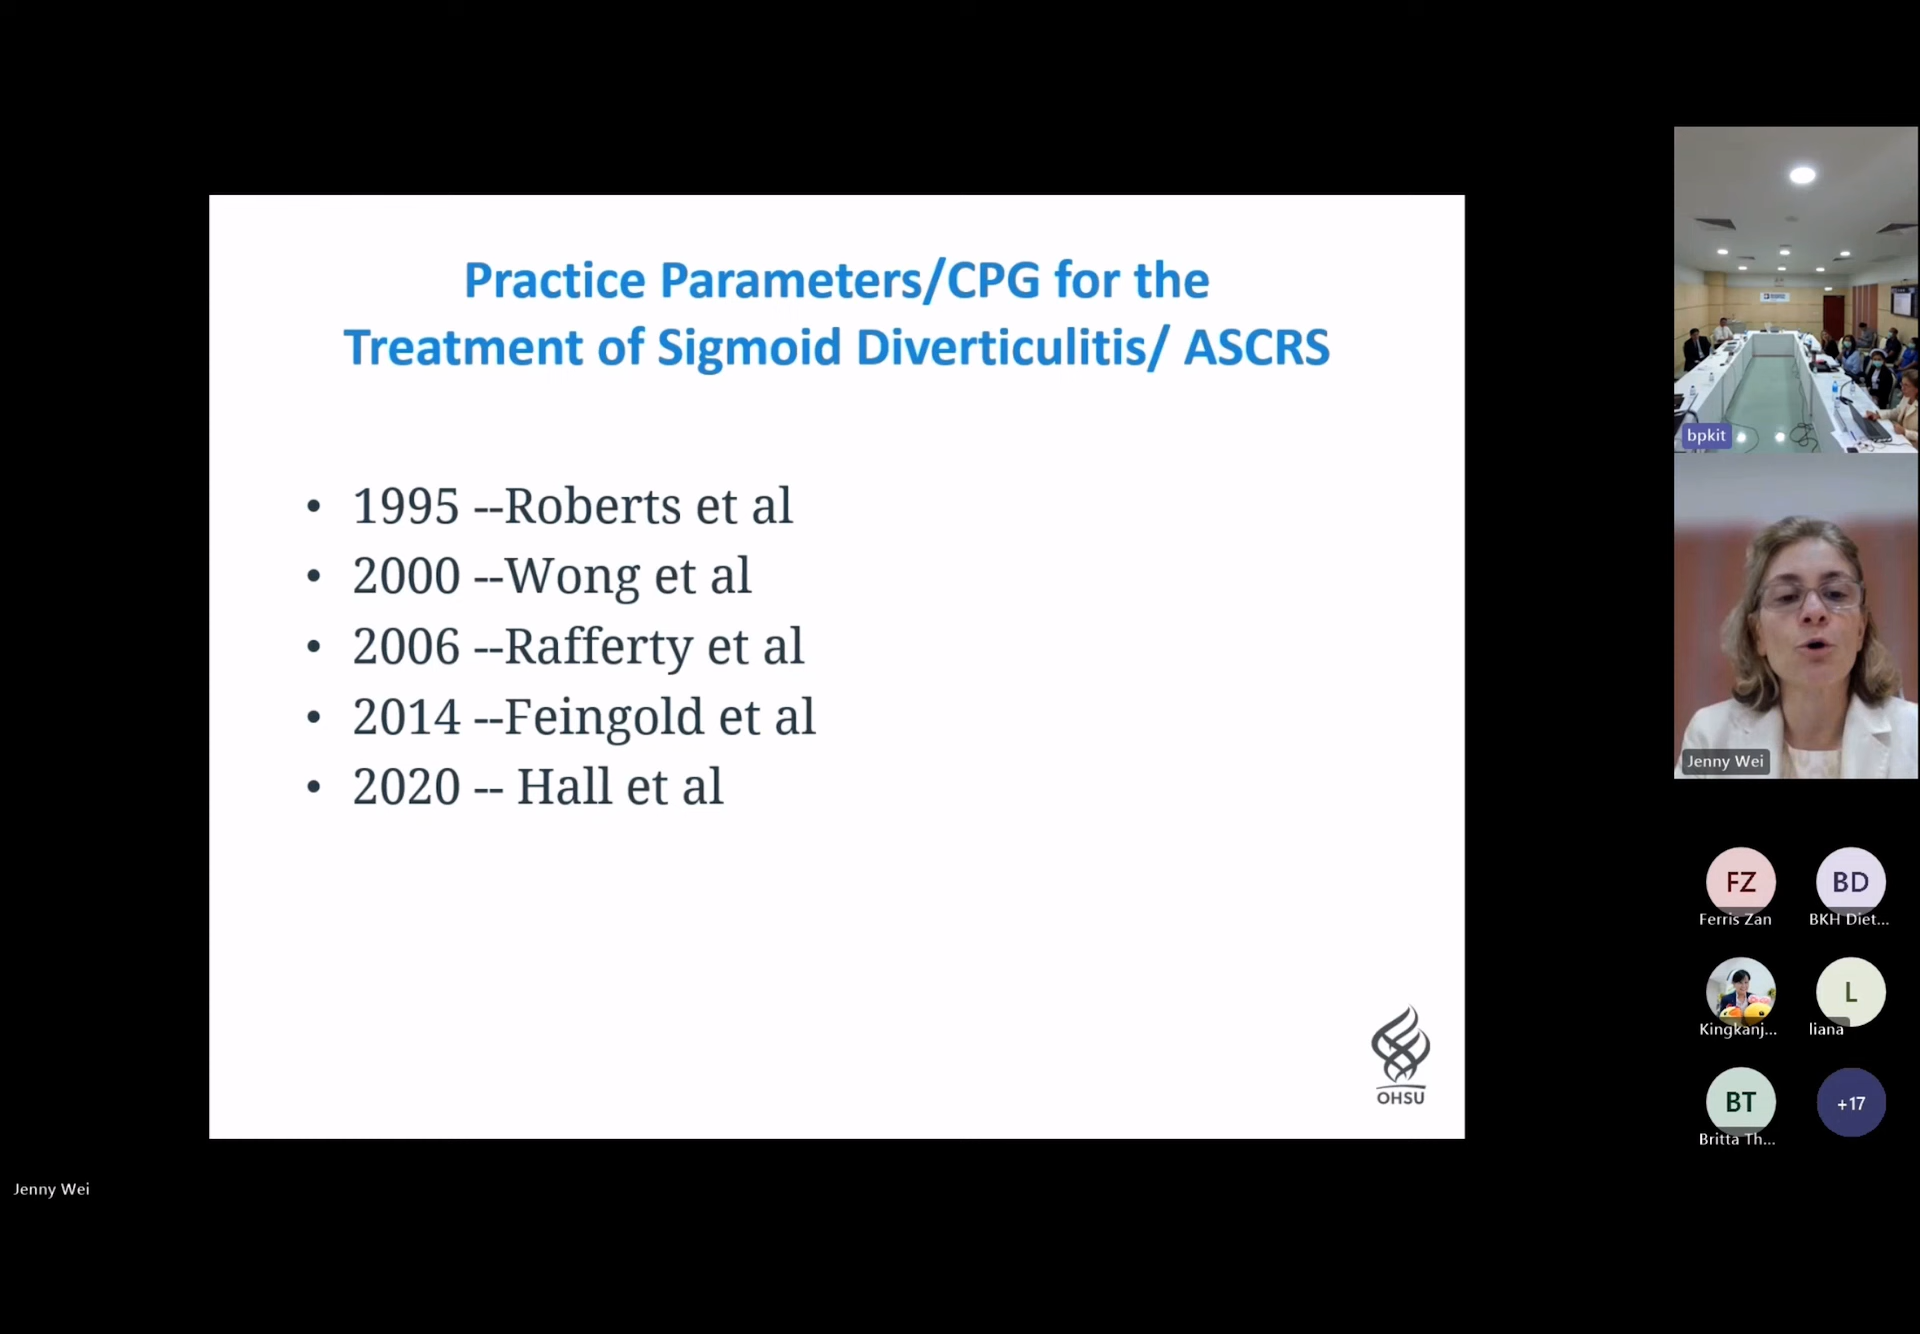 Practice Parameters/CPG for the
Treatment of Sigmoid Diverticulitis/ ASCRS
• 1995 --Roberts et al
• 2000 --Wong et al
• 2006 --Rafferty et al
• 2014 --Feingold et al
• 2020 -- Hall et al
OHSU
Jenny Wei
bpkit
Jenny Wei
FZ
Ferris Zan
BD
BKH Diet...
Kingkanj...
L
liana
BT
Britta Th...
+17